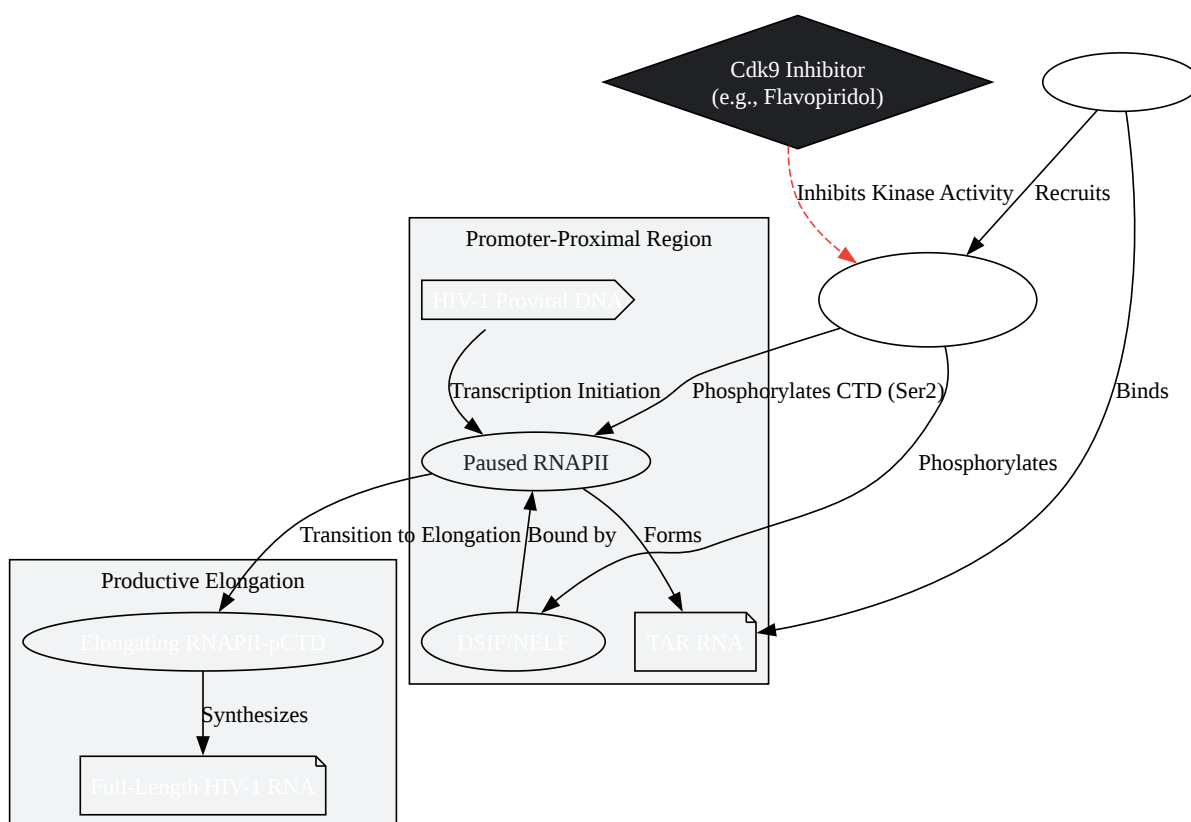 Cdk9 Inhibitor
(e.g., Flavopiridol)
Inhibits Kinase Activity
Recruits
Promoter-Proximal Region
HIV-1 Proviral DNA
Transcription Initiation
Phosphorylates CTD (Ser2)
Binds
Paused RNAPII
Phosphorylates
Transition to Elongation
Bound by
Forms
Productive Elongation
Elongating RNAPII-pCTD
DSIF/NELF
TAR RNA
Synthesizes
Full-Length HIV-1 RNA